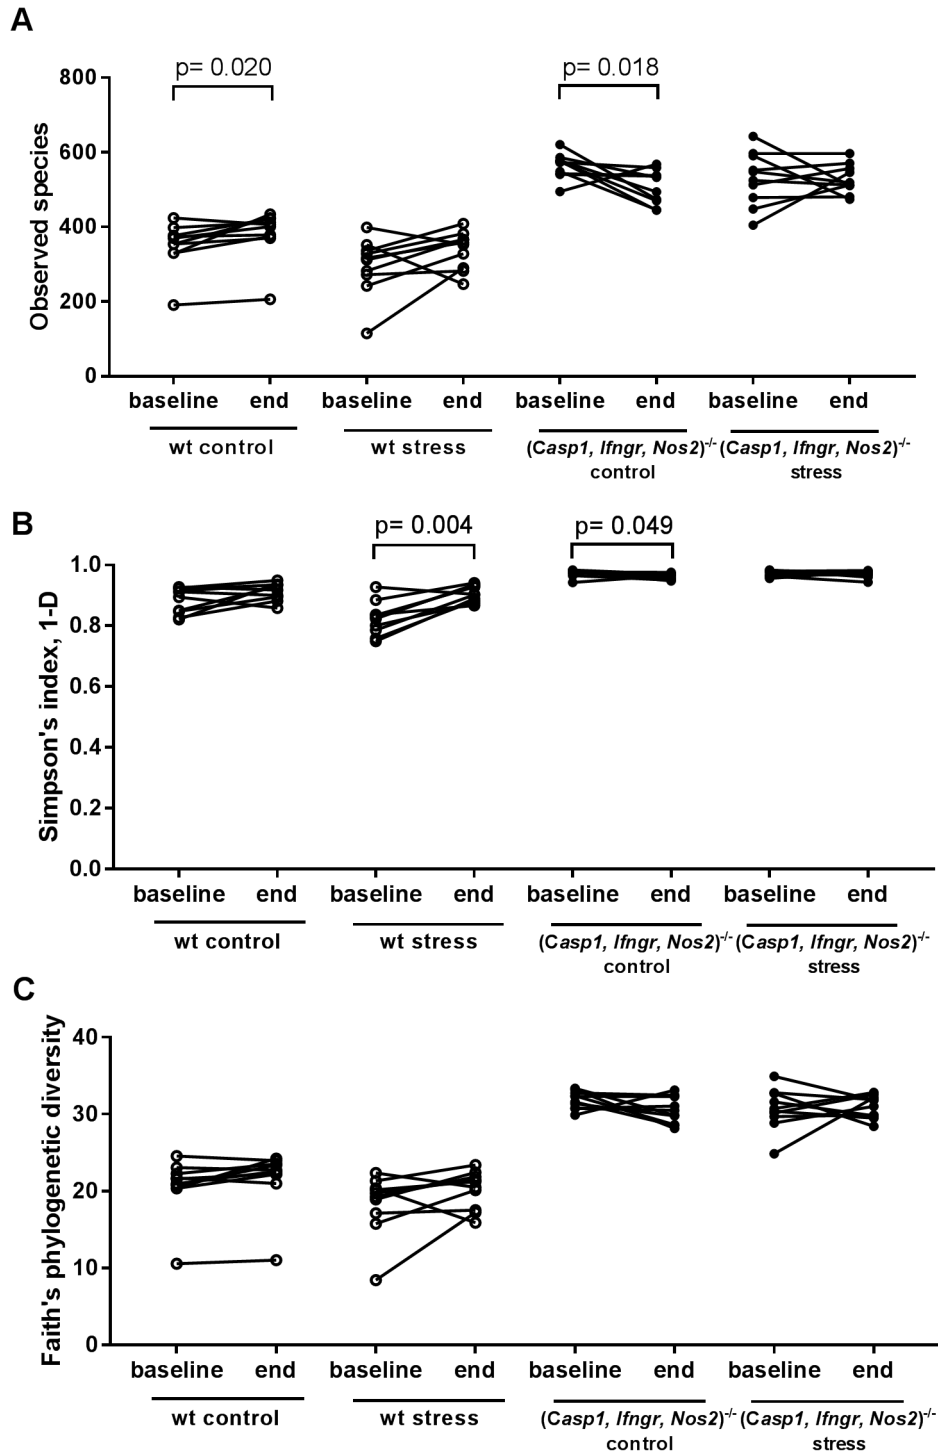 A
p= 0.020
p= 0.018
Observed species
800
600
400
200
0
baseline end baseline end baseline end baseline end
wt control wt stress (Casp1, Ifngr, Nos2)-/- (Casp1, Ifngr, Nos2)-/-
control stress
B
p= 0.004
p= 0.049
Simpson's index, 1-D
1.0
0.8
0.6
0.4
0.2
0.0
baseline end baseline end baseline end baseline end
wt control wt stress (Casp1, Ifngr, Nos2)-/- (Casp1, Ifngr, Nos2)-/-
control stress
C
Faith's phylogenetic diversity
40
30
20
10
0
baseline end baseline end baseline end baseline end
wt control wt stress (Casp1, Ifngr, Nos2)-/- (Casp1, Ifngr, Nos2)-/-
control stress